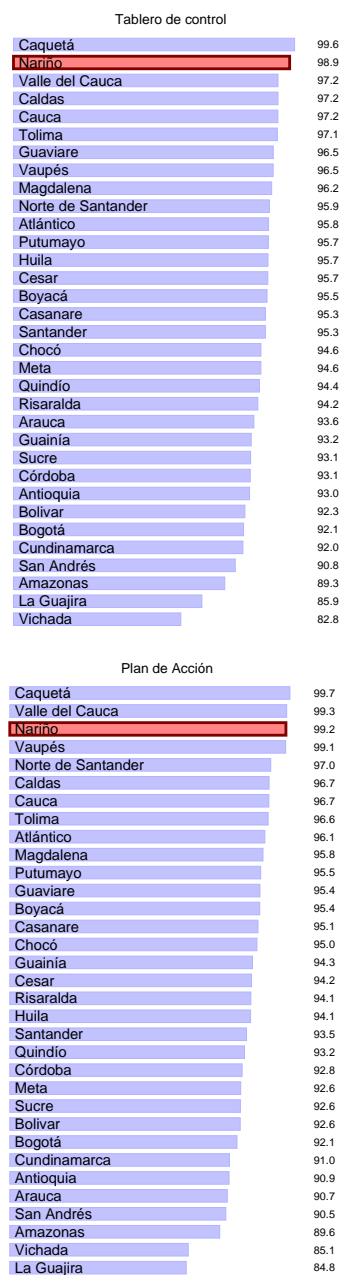 Tablero de control
Caquetá 99.6
Nariño 98.9
Valle del Cauca 97.2
Caldas 97.2
Cauca 97.2
Tolima 97.1
Guaviare 96.5
Vaupés 96.5
Magdalena 96.2
Norte de Santander 95.9
Atlántico 95.8
Putumayo 95.7
Huila 95.7
Cesar 95.7
Boyacá 95.5
Casanare 95.3
Santander 95.3
Chocó 94.6
Meta 94.6
Quindío 94.4
Risaralda 94.2
Arauca 93.6
Guainía 93.2
Sucre 93.1
Córdoba 93.1
Antioquia 93.0
Bolivar 92.3
Bogotá 92.1
Cundinamarca 92.0
San Andrés 90.8
Amazonas 89.3
La Guajira 85.9
Vichada 82.8
Plan de Acción
Caquetá 99.7
Valle del Cauca 99.3
Nariño 99.2
Vaupés 99.1
Norte de Santander 97.0
Caldas 96.7
Cauca 96.7
Tolima 96.6
Atlántico 96.1
Magdalena 95.8
Putumayo 95.5
Guaviare 95.4
Boyacá 95.4
Casanare 95.1
Chocó 95.0
Guainía 94.3
Cesar 94.2
Risaralda 94.1
Huila 94.1
Santander 93.5
Quindío 93.2
Córdoba 92.8
Meta 92.6
Sucre 92.6
Bolivar 92.6
Bogotá 92.1
Cundinamarca 91.0
Antioquia 90.9
Arauca 90.7
San Andrés 90.5
Amazonas 89.6
Vichada 85.1
La Guajira 84.8